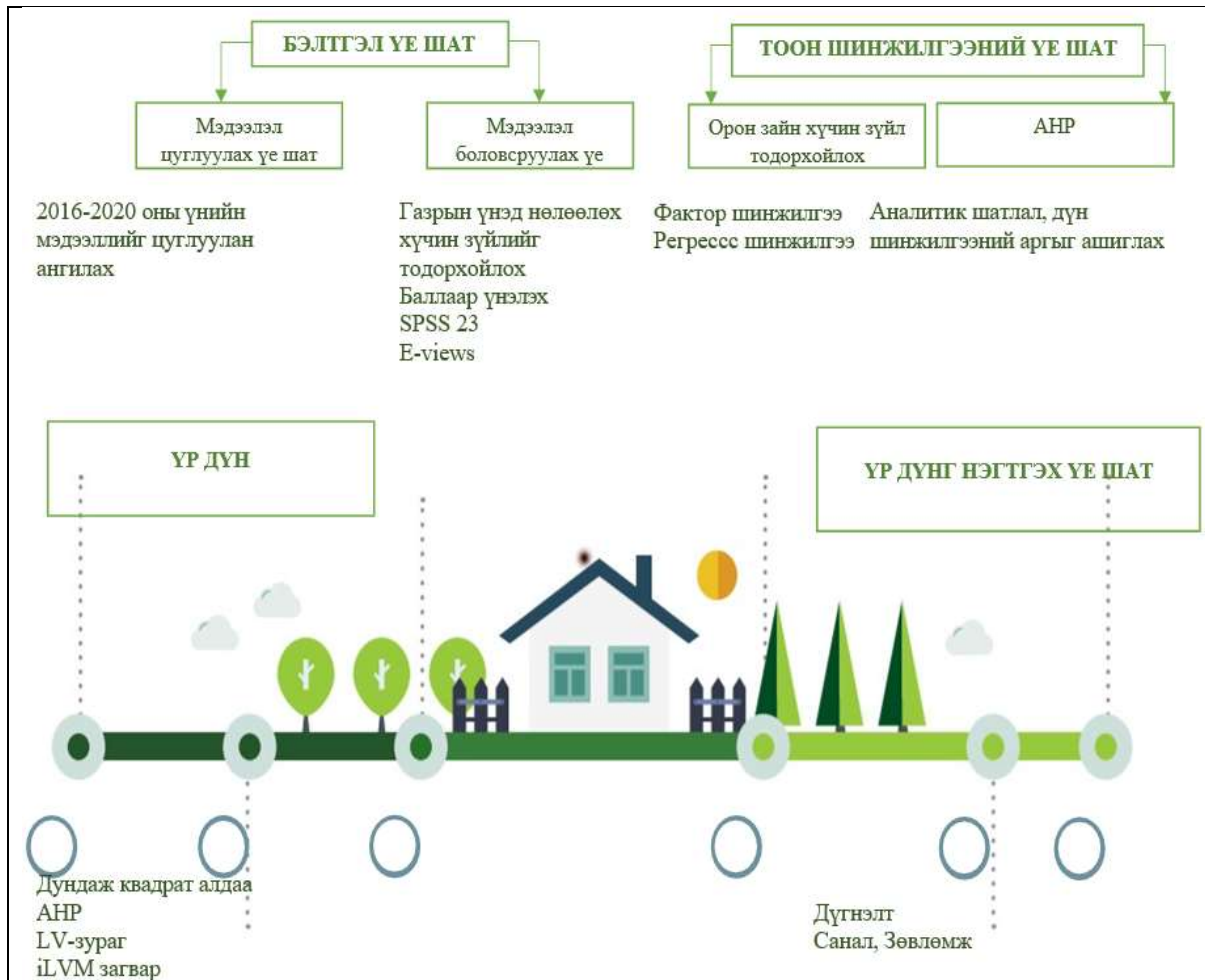 БЭЛТГЭЛ ҮЕ ШАТ
Мэдээлэл
цуглуулах үе шат
Мэдээлэл
боловсруулах үе
2016-2020 оны үнийн
мэдээллийг цуглуулан
ангилах
Газрын үнэд нөлөөлөх
хүчин зүйлийг
тодорхойлох
Баллаар үнэлэх
SPSS 23
E-views
ТООН ШИНЖИЛГЭЭНИЙ ҮЕ ШАТ
Орон зайн хүчин зүйл
тодорхойлох
AHP
Фактор шинжилгээ
Регрессс шинжилгээ
Аналитик шатлал, дүн
шинжилгээний аргыг ашиглах
ҮР ДҮН
ҮР ДҮНГ НЭГТГЭХ ҮЕ ШАТ
Дундаж квадрат алдаа
AHP
LV-зураг
iLVM загвар
Дүгнэлт
Санал, Зөвлөмж